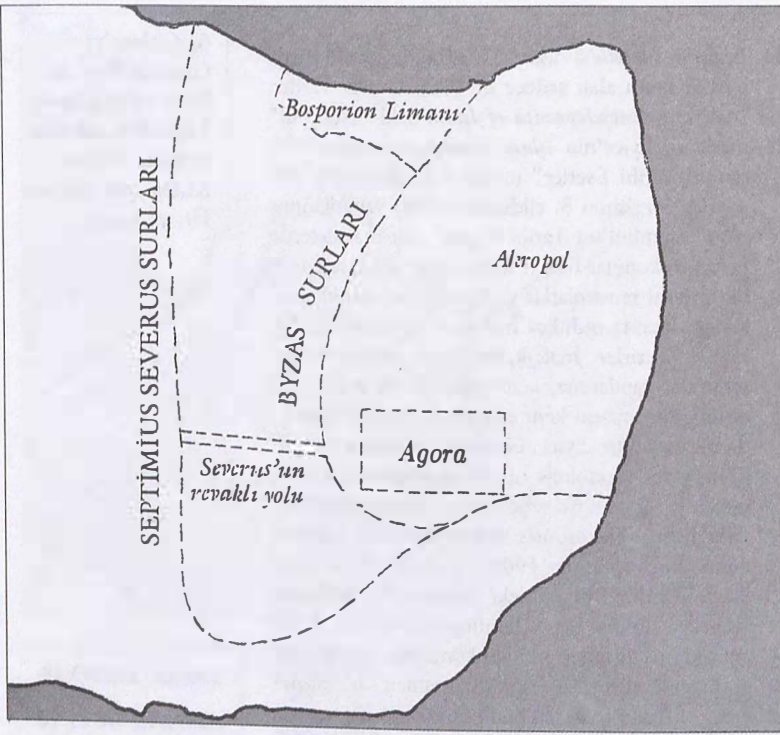 Bosporion Limanı
Akropol
SEPTİMİUS SEVERUS SURLARI
BYZAS SURLARI
Agora
Severus'un
revaklı yolu